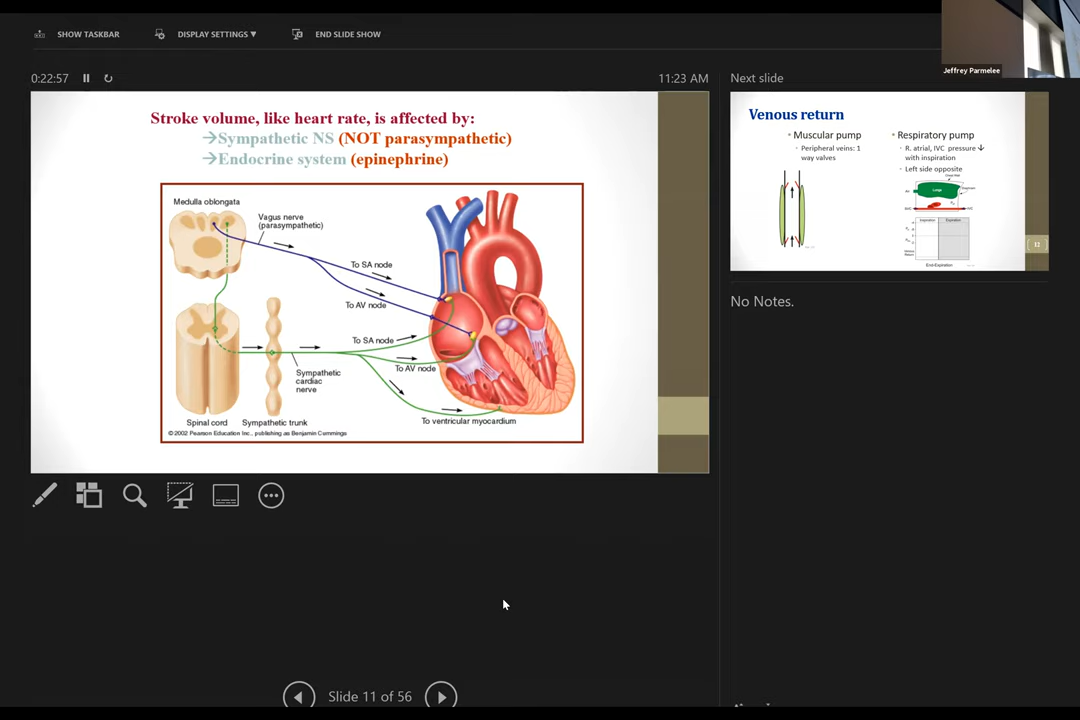 SHOW TASKBAR
DISPLAY SETTINGS ▼
END SLIDE SHOW
Jeffrey Parmelee
0:22:57
11:23 AM
Stroke volume, like heart rate, is affected by:
→Sympathetic NS (NOT parasympathetic)
→Endocrine system (epinephrine)
Medulla oblongata
Vagus nerve
(parasympathetic)
To SA node
To AV node
To SA node
To AV node
Sympathetic
cardiac
nerve
To ventricular myocardium
Spinal cord
Sympathetic trunk
©2002 Pearson Education Inc., publishing as Benjamin Cummings
Slide 11 of 56
Next slide
Venous return
• Muscular pump
• Peripheral veins: 1
way valves
• Respiratory pump
• R. atrial, IVC pressure ↓
with inspiration
• Left side opposite
Lungs
Inspiration
Expiration
End-Expiration
12
No Notes.